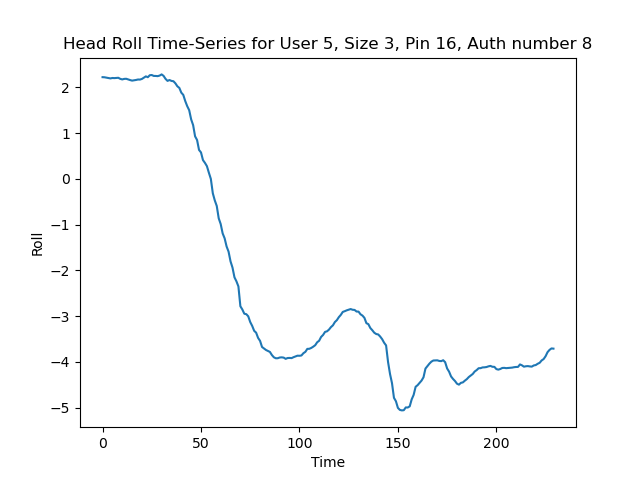 Head Roll Time-Series for User 5, Size 3, Pin 16, Auth number 8
2
1
0
−1
−2
−3
−4
−5
Roll
0 50 100 150 200
Time